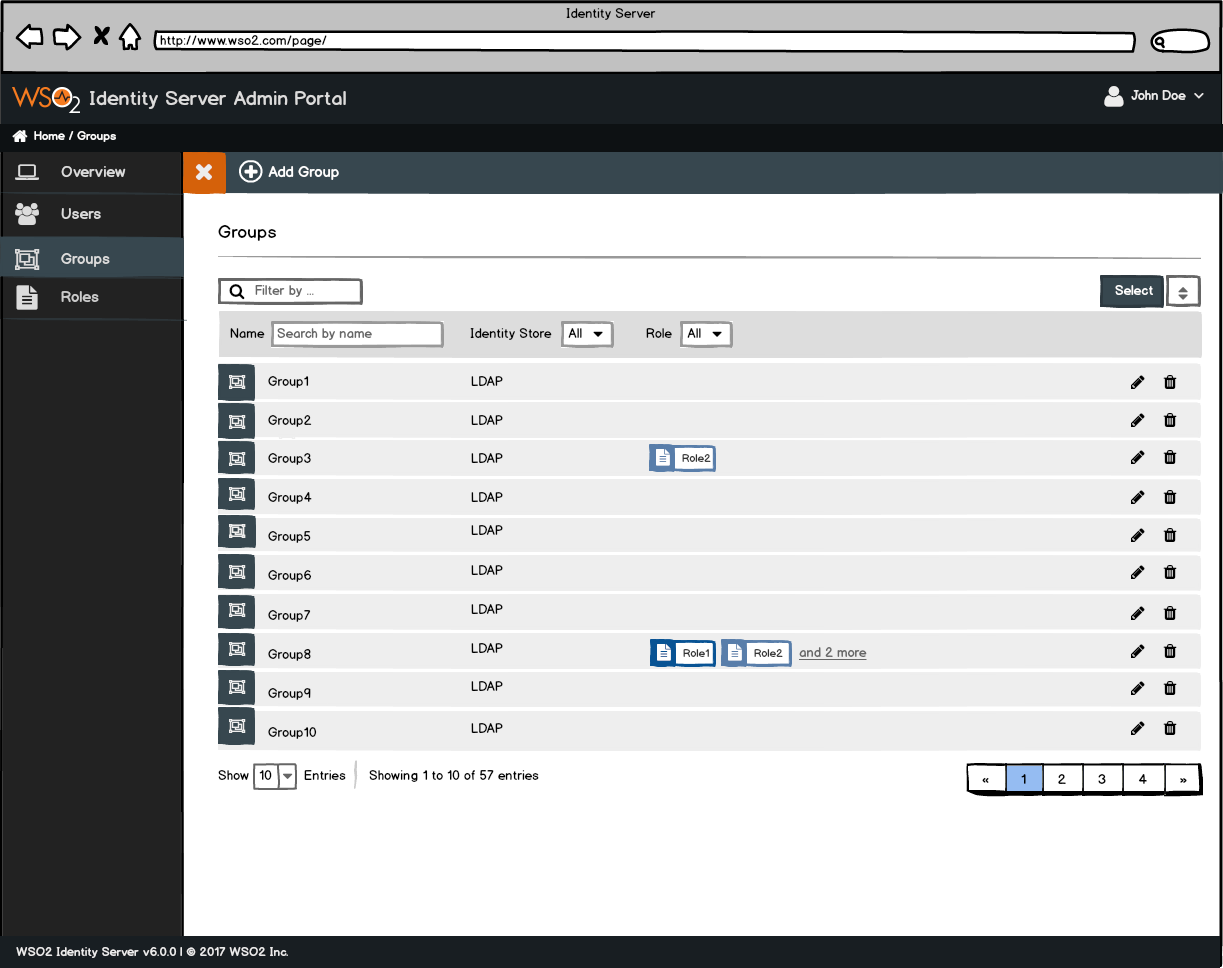 Identity Server
http://www.wso2.com/page/
WSO2 Identity Server Admin Portal
John Doe
Home / Groups
Overview
Users
Groups
Roles
Add Group
Groups
Filter by ...
Select
Name Search by name Identity Store All Role All
Group1 LDAP
Group2 LDAP
Group3 LDAP Role2
Group4 LDAP
Group5 LDAP
Group6 LDAP
Group7 LDAP
Group8 LDAP Role1 Role2 and 2 more
Group9 LDAP
Group10 LDAP
Show 10 Entries Showing 1 to 10 of 57 entries
« 1 2 3 4 »
WSO2 Identity Server v6.0.0 | © 2017 WSO2 Inc.